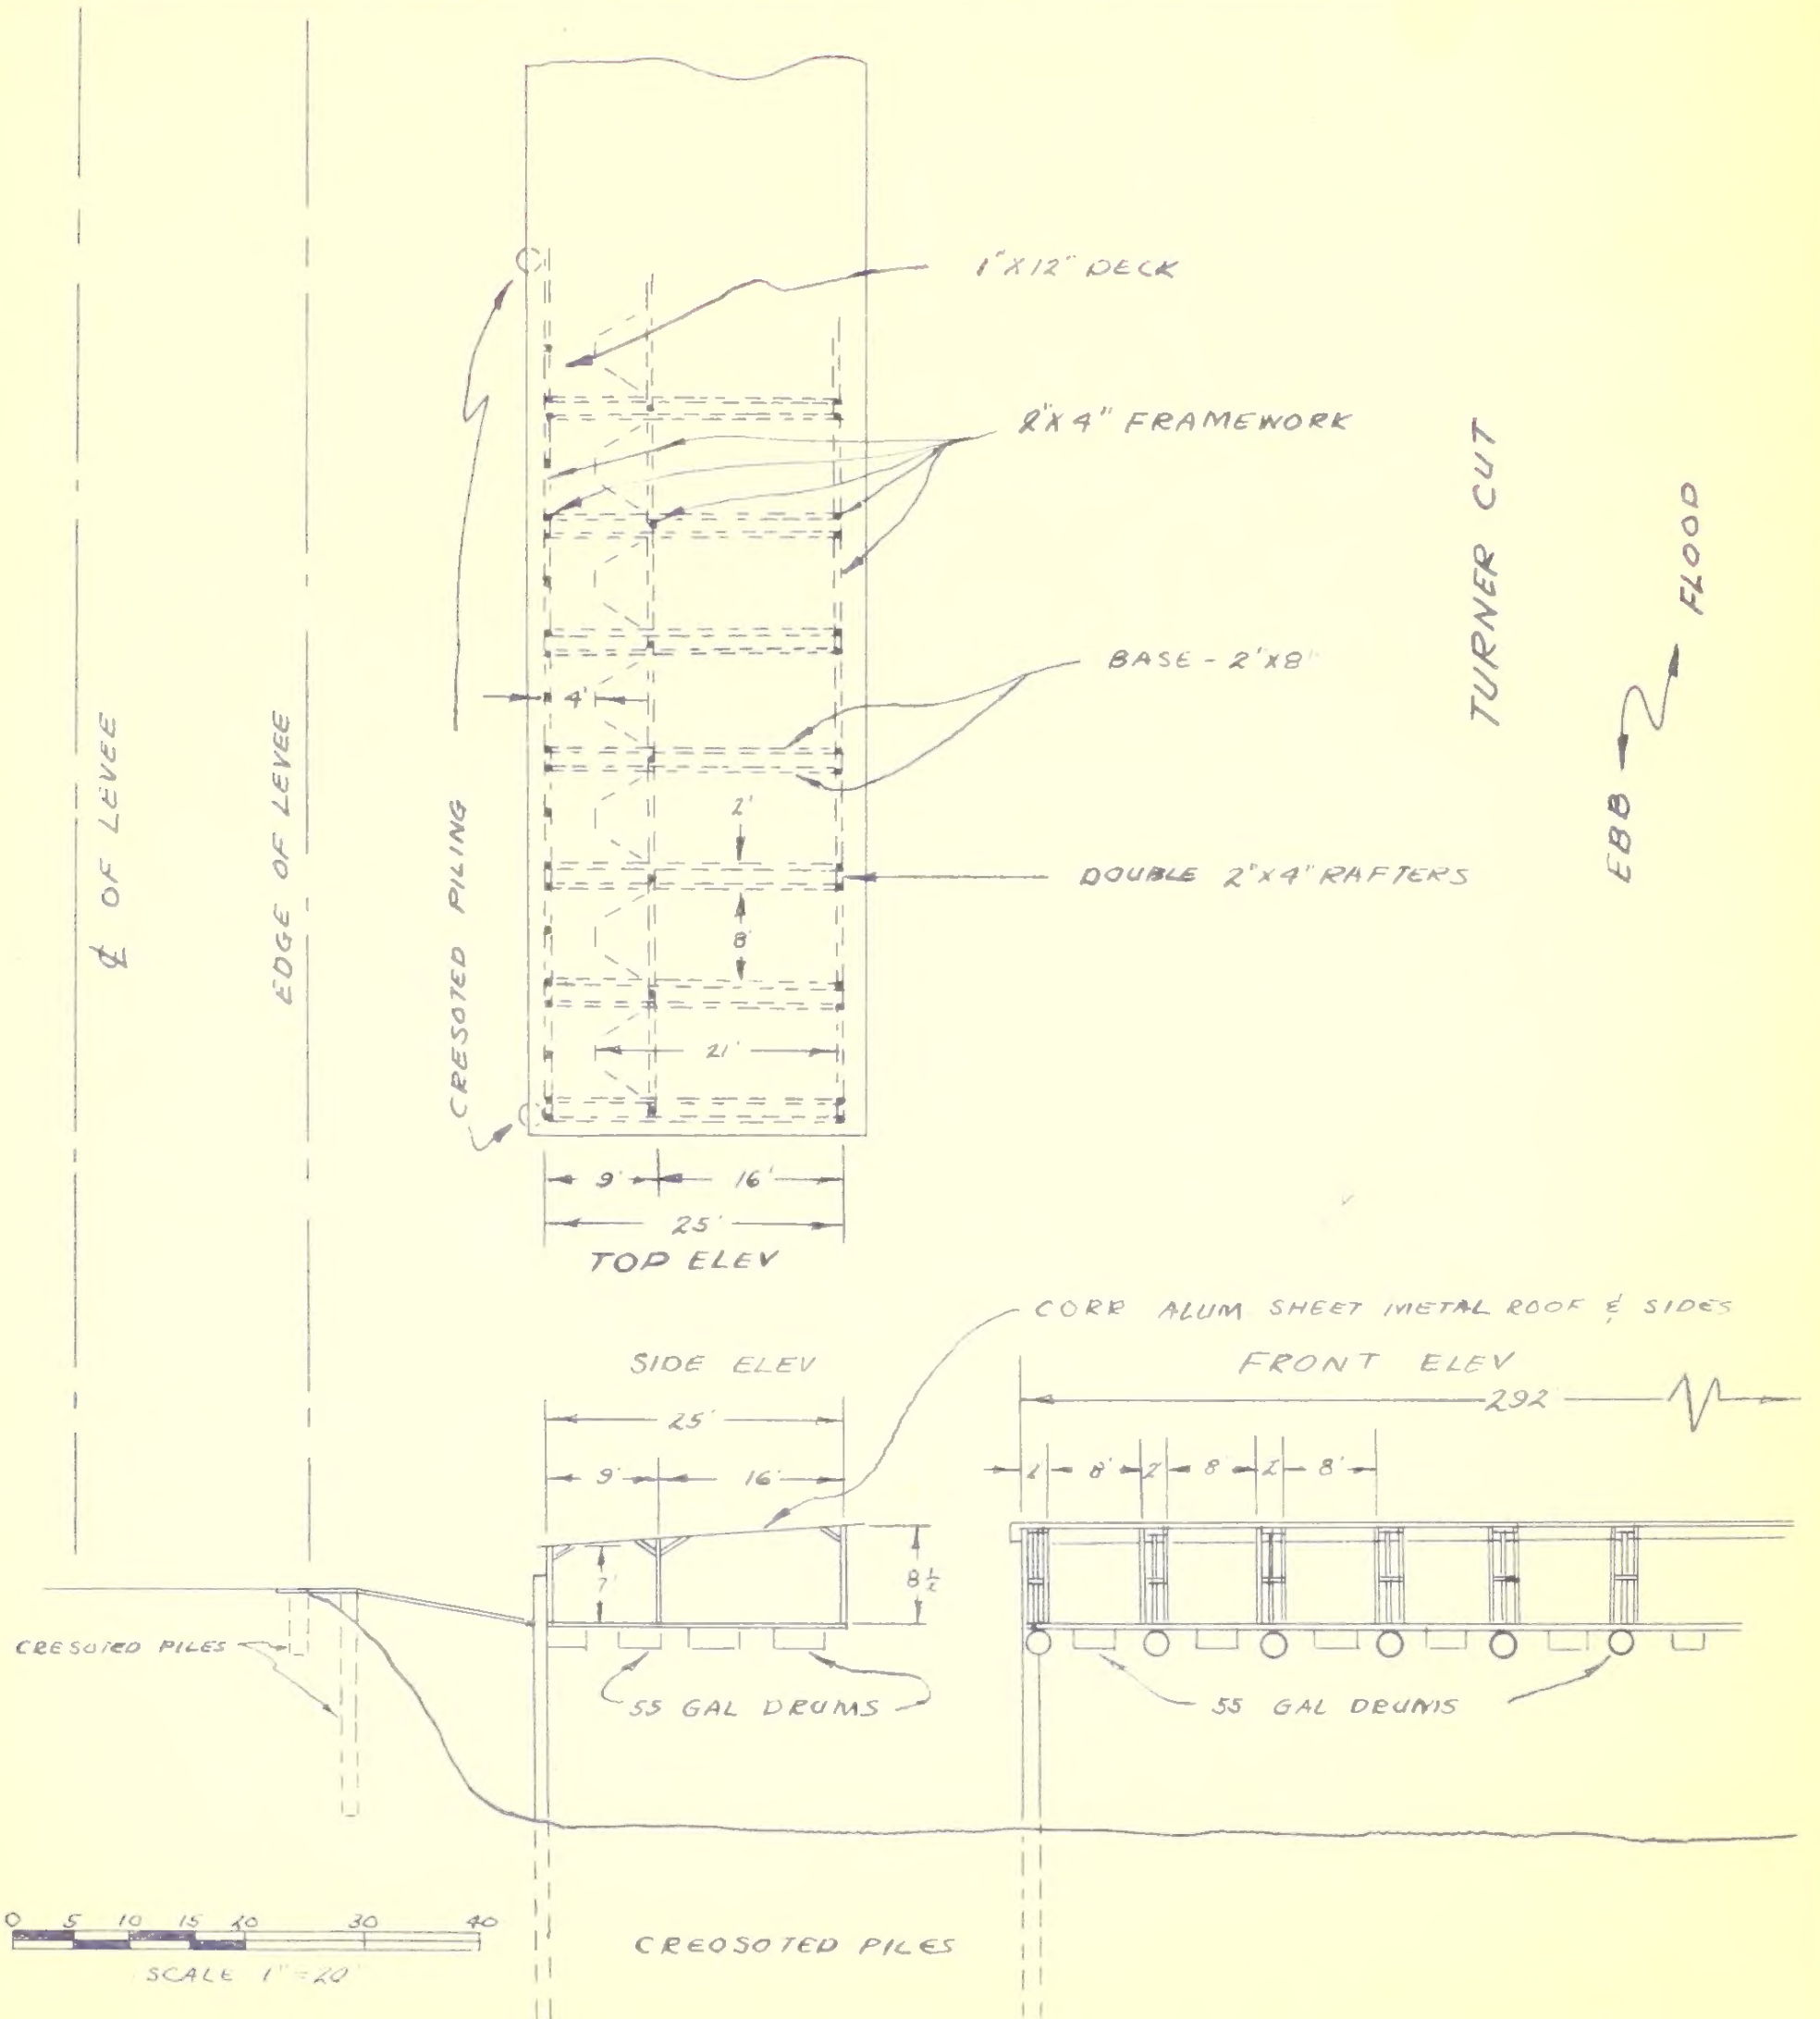 1"X12" DECK
2"X4" FRAMEWORK
TURNER CUT
FLOOD
EBB
BASE - 2"X8"
4'
℄ OF LEVEE
EDGE OF LEVEE
CRESOTED PILING
2'
DOUBLE 2"X4" RAFTERS
8'
21'
9' 16'
25'
TOP ELEV
CORR ALUM SHEET METAL ROOF & SIDES
SIDE ELEV
FRONT ELEV
25'
292'
9' 16'
2' 8' 2' 8' 2' 8'
7'
8 1/2
CRESOTED PILES
55 GAL DRUMS
55 GAL DRUMS
0 5 10 15 20 30 40
SCALE 1"=20'
CREOSOTED PILES